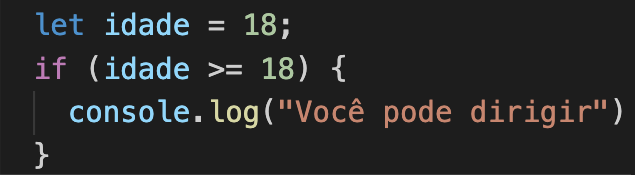 let idade = 18;
if (idade >= 18) {
  console.log("Você pode dirigir")
}